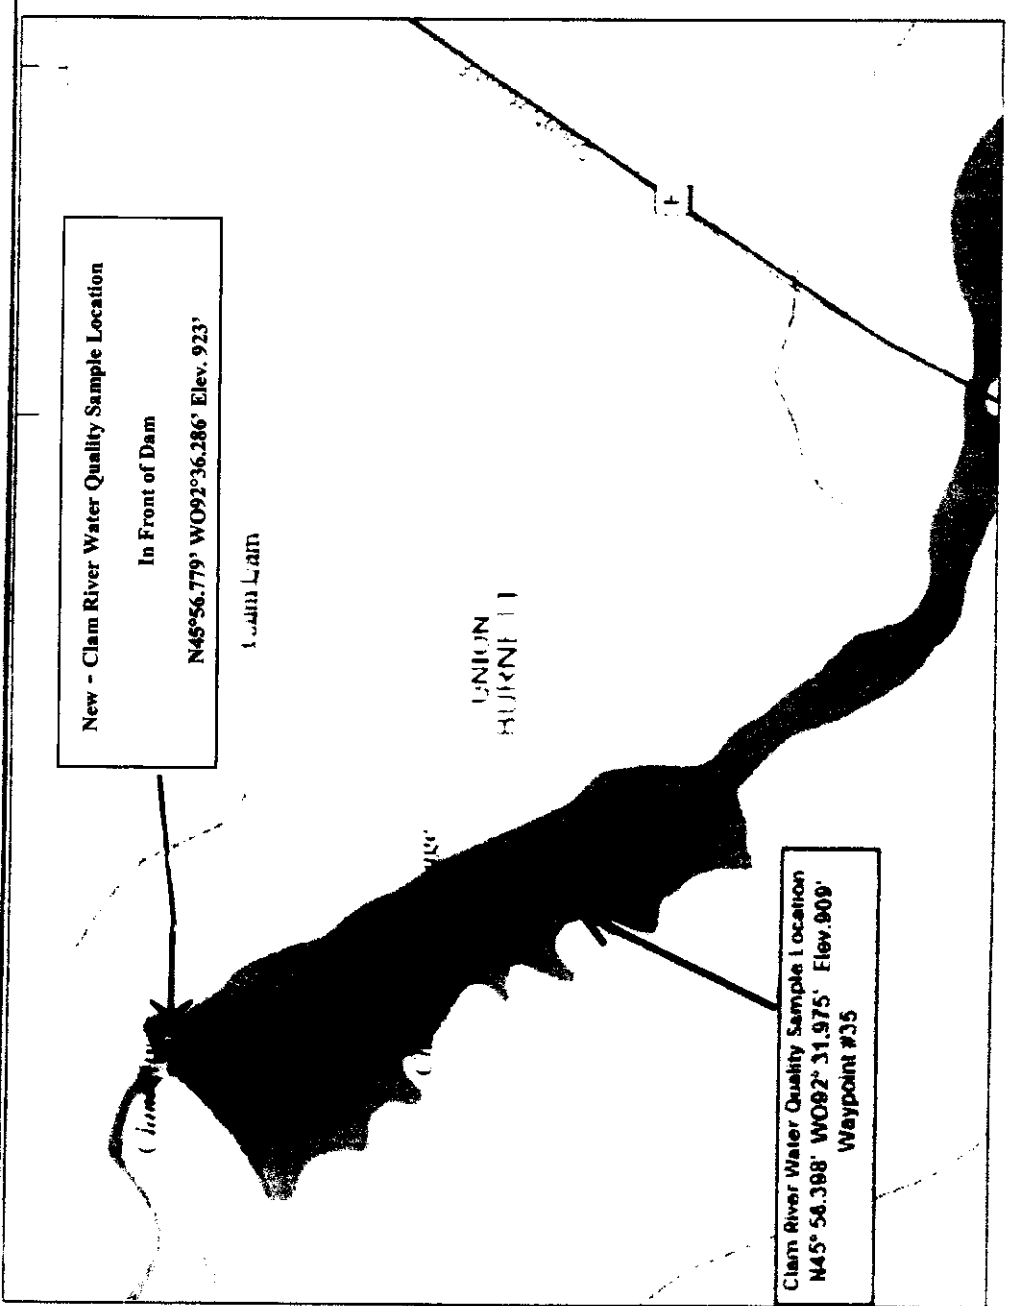 New - Clam River Water Quality Sample Location
In Front of Dam
N45°56.779' WO92°36.286' Elev. 923'
UNION
BURNETT
Clam River Water Quality Sample Location
N45° 56.398' WO92° 31.975' Elev.909'
Waypoint #35